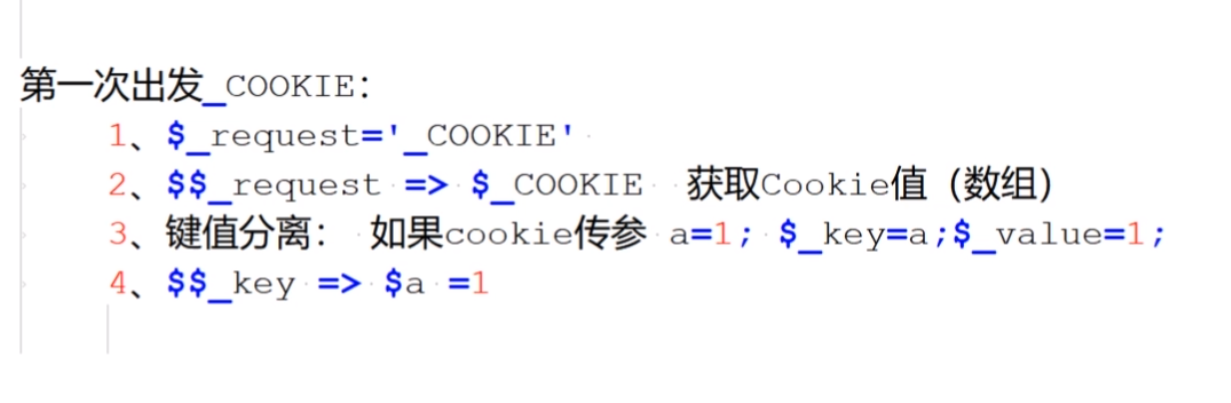 第一次出发_COOKIE：
1、$_request='_COOKIE'
2、$$_request => $_COOKIE 获取Cookie值（数组）
3、键值分离： 如果cookie传参 a=1; $_key=a;$_value=1;
4、$$_key => $a =1